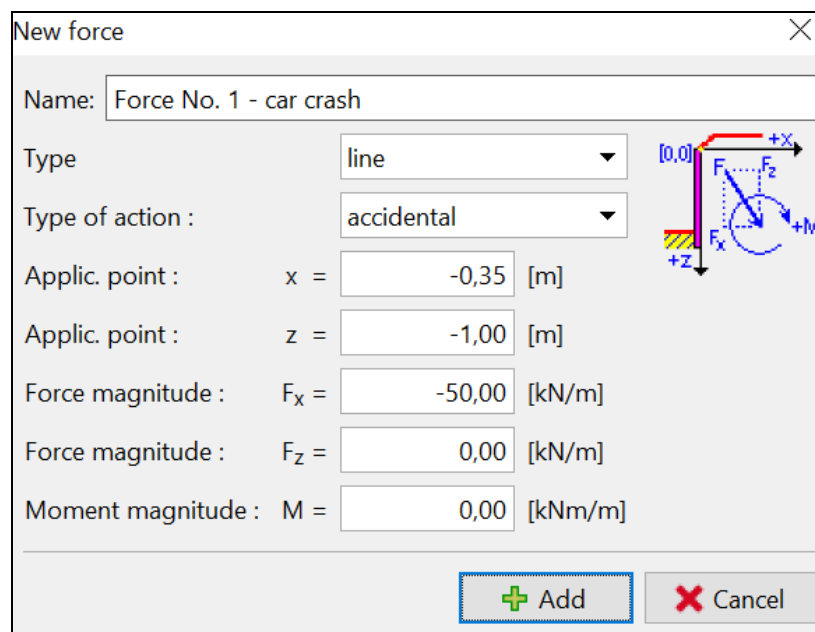 New force
Name: Force No. 1 - car crash
Type line
Type of action : accidental
Applic. point : x = -0,35 [m]
Applic. point : z = -1,00 [m]
Force magnitude : Fx = -50,00 [kN/m]
Force magnitude : Fz = 0,00 [kN/m]
Moment magnitude : M = 0,00 [kNm/m]
[0,0] +X
F Fz
Fx +M
+Z
Add Cancel